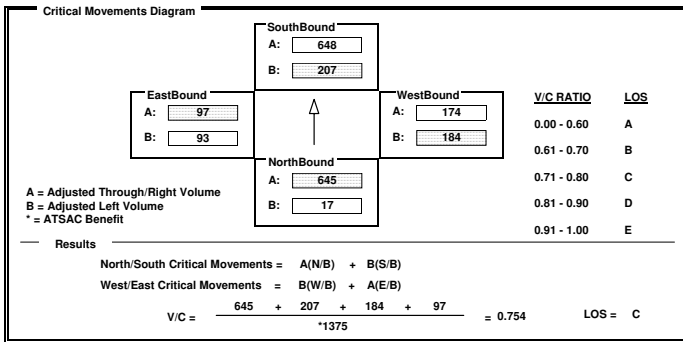 Critical Movements Diagram
SouthBound
A: 648
B: 207
EastBound
A: 97
B: 93
WestBound
A: 174
B: 184
NorthBound
A: 645
B: 17
V/C RATIO LOS
0.00 - 0.60 A
0.61 - 0.70 B
0.71 - 0.80 C
0.81 - 0.90 D
0.91 - 1.00 E
A = Adjusted Through/Right Volume
B = Adjusted Left Volume
* = ATSAC Benefit
Results
North/South Critical Movements = A(N/B) + B(S/B)
West/East Critical Movements = B(W/B) + A(E/B)
V/C = 645 + 207 + 184 + 97 = 0.754 LOS = C
*1375